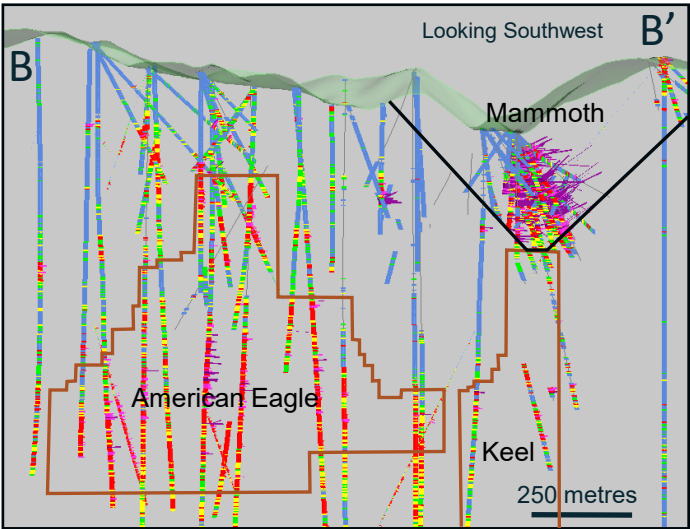 Looking Southwest
B
B'
Mammoth
American Eagle
Keel
250 metres